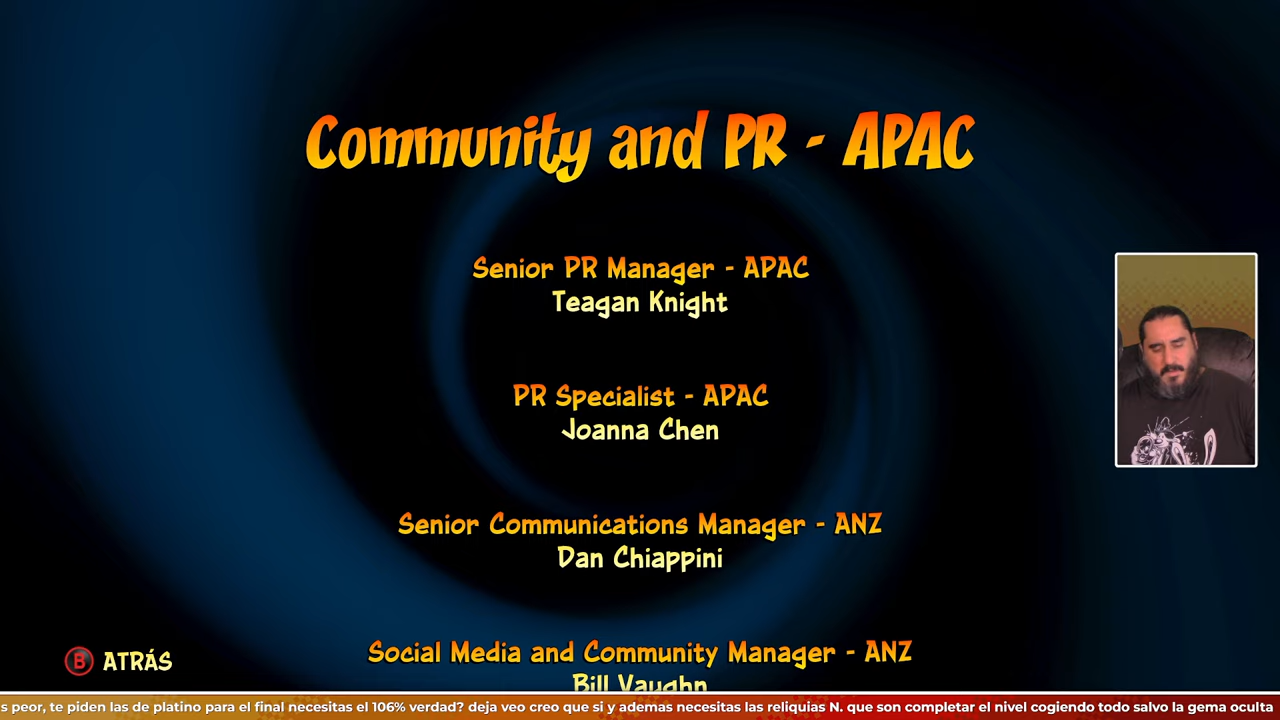 Community and PR - APAC
Senior PR Manager - APAC
Teagan Knight
PR Specialist - APAC
Joanna Chen
Senior Communications Manager - ANZ
Dan Chiappini
Social Media and Community Manager - ANZ
Bill Vaughn
B ATRÁS
s peor, te piden las de platino para el final necesitas el 106% verdad? deja veo creo que si y ademas necesitas las reliquias N. que son completar el nivel cogiendo todo salvo la gema oculta